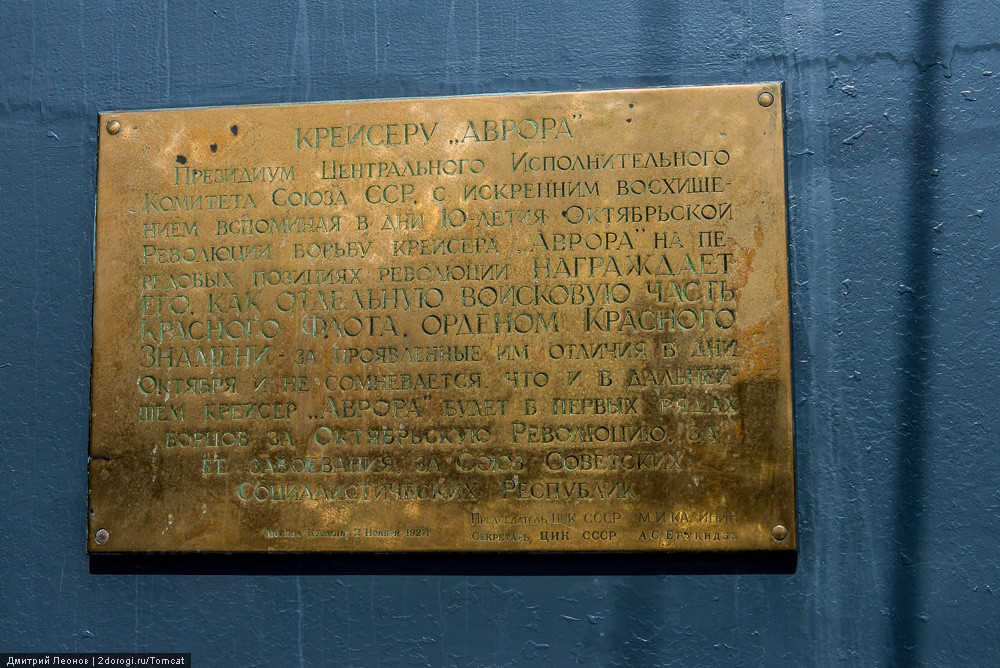 КРЕЙСЕРУ „АВРОРА"
ПРЕЗИДИУМ ЦЕНТРАЛЬНОГО ИСПОЛНИТЕЛЬНОГО
КОМИТЕТА СОЮЗА ССР, С ИСКРЕННИМ ВОСХИЩЕ-
НИЕМ ВСПОМИНАЯ В ДНИ 10-ЛЕТИЯ ОКТЯБРЬСКОЙ
РЕВОЛЮЦИИ БОРЬБУ КРЕЙСЕРА „АВРОРА" НА ПЕ-
РЕДОВЫХ ПОЗИЦИЯХ РЕВОЛЮЦИИ НАГРАЖДАЕТ
ЕГО, КАК ОТДЕЛЬНУЮ ВОЙСКОВУЮ ЧАСТЬ
КРАСНОГО ФЛОТА, ОРДЕНОМ КРАСНОГО
ЗНАМЕНИ - ЗА ПРОЯВЛЕННЫЕ ИМ ОТЛИЧИЯ В ДНИ
ОКТЯБРЯ И НЕ СОМНЕВАЕТСЯ, ЧТО И В ДАЛЬНЕЙ-
ШЕМ КРЕЙСЕР „АВРОРА" БУДЕТ В ПЕРВЫХ РЯДАХ
БОРЦОВ ЗА ОКТЯБРЬСКУЮ РЕВОЛЮЦИЮ, ЗА
ЕЕ ЗАВОЕВАНИЯ, ЗА СОЮЗ СОВЕТСКИХ
СОЦИАЛИСТИЧЕСКИХ РЕСПУБЛИК
ПРЕДСЕДАТЕЛЬ ЦИК СССР М.И.КАЛИНИН
МОСКВА КРЕМЛЬ 2 НОЯБРЯ 1927г. СЕКРЕТАРЬ ЦИК СССР А.С.ЕНУКИДЗЕ
Дмитрий Леонов | 2dorogi.ru/Tomcat